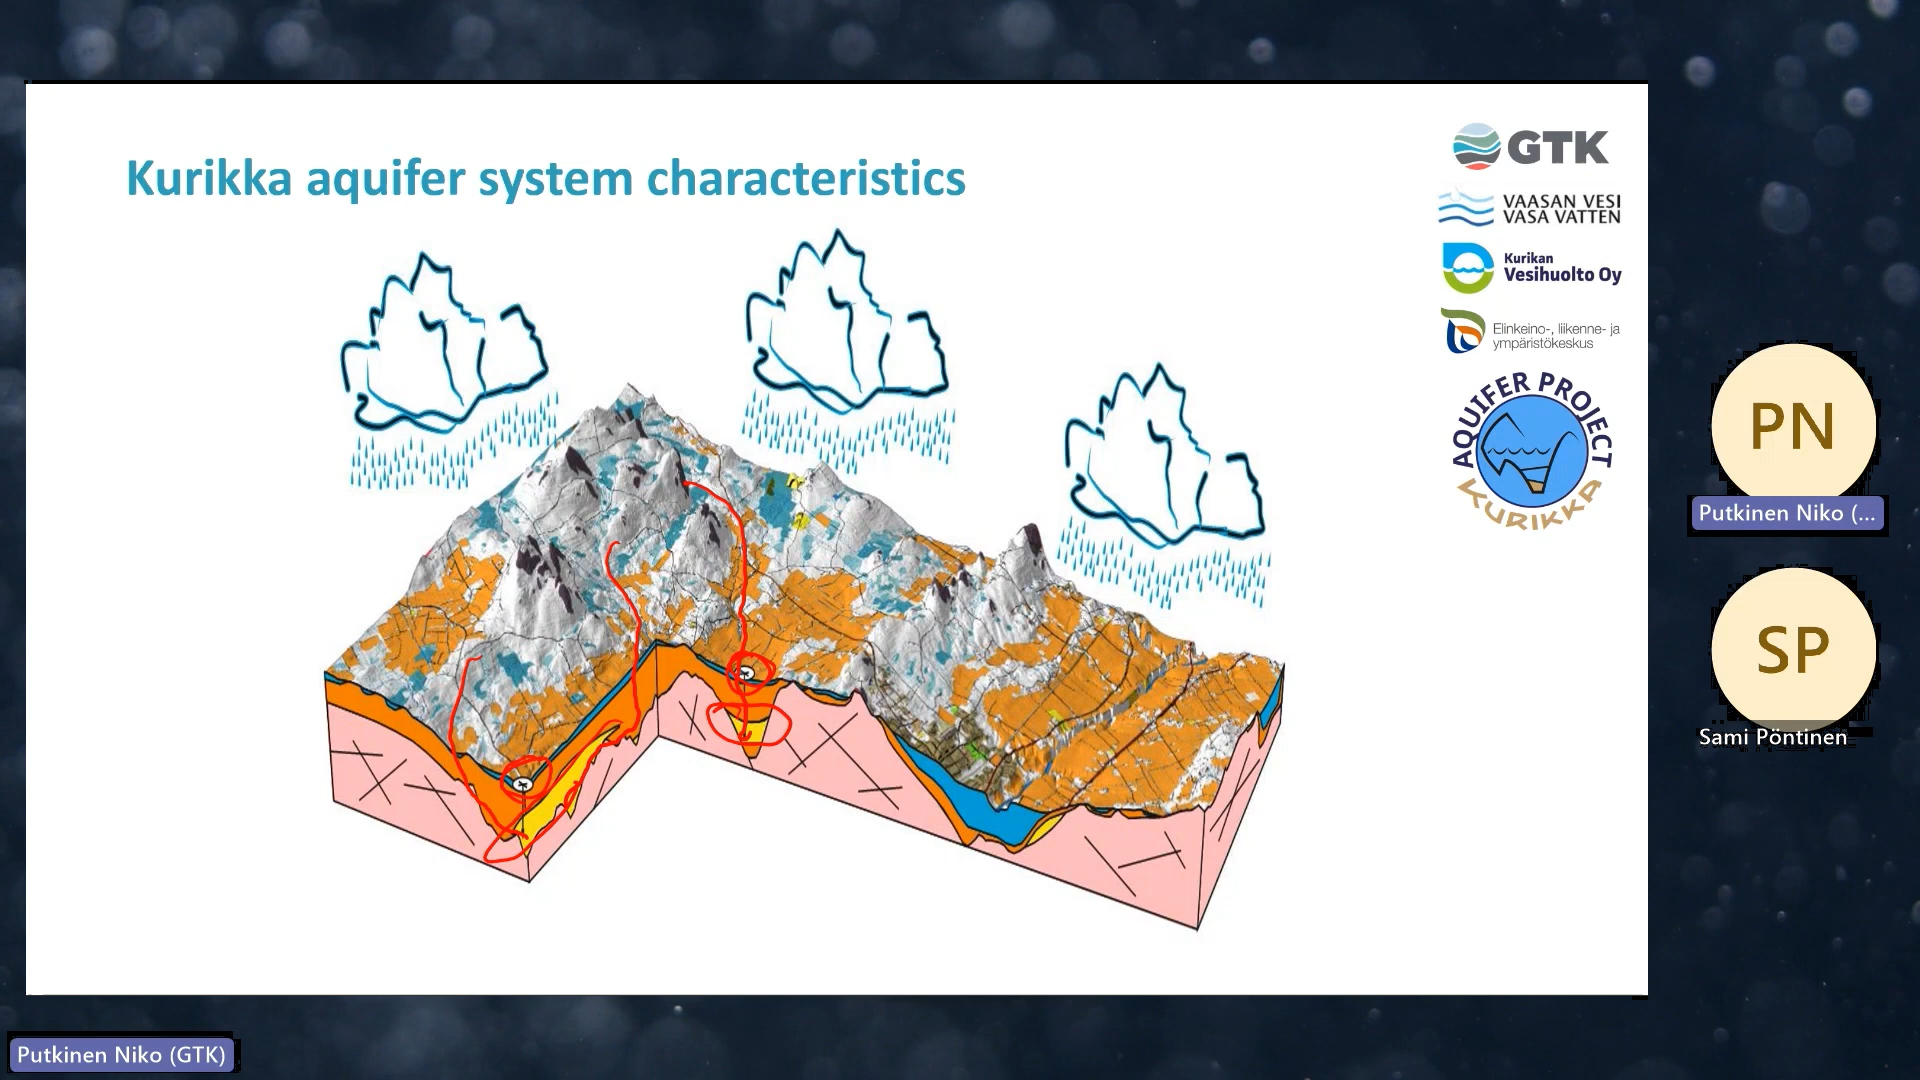 Kurikka aquifer system characteristics
GTK
VAASAN VESI
VASA VATTEN
Kurikan
Vesihuolto Oy
Elinkeino-, liikenne- ja
ympäristökeskus
AQUIFER PROJECT
KURIKKA
PN
Putkinen Niko (...
SP
Sami Pöntinen
Putkinen Niko (GTK)